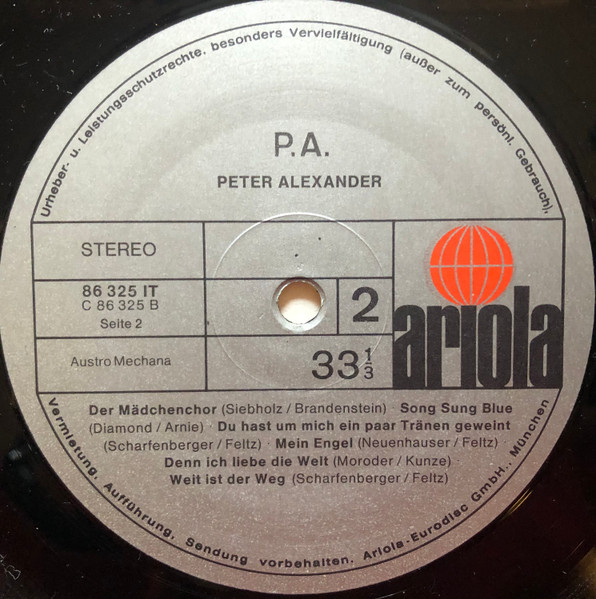 Urheber- u. Leistungsschutzrechte, besonders Vervielfältigung (außer zum persönl. Gebrauch),
P.A.
PETER ALEXANDER
STEREO
86 325 IT
C 86 325 B
Seite 2
2
Austro Mechana
33 1/3
ariola
Der Mädchenchor (Siebholz / Brandenstein) Song Sung Blue
(Diamond / Arnie) · Du hast um mich ein paar Tränen geweint
(Scharfenberger / Feltz) · Mein Engel (Neuenhauser / Feltz)
Denn ich liebe die Welt (Moroder / Kunze) ·
Weit ist der Weg (Scharfenberger / Feltz)
Vermietung, Aufführung, Sendung vorbehalten. Ariola-Eurodisc GmbH., München